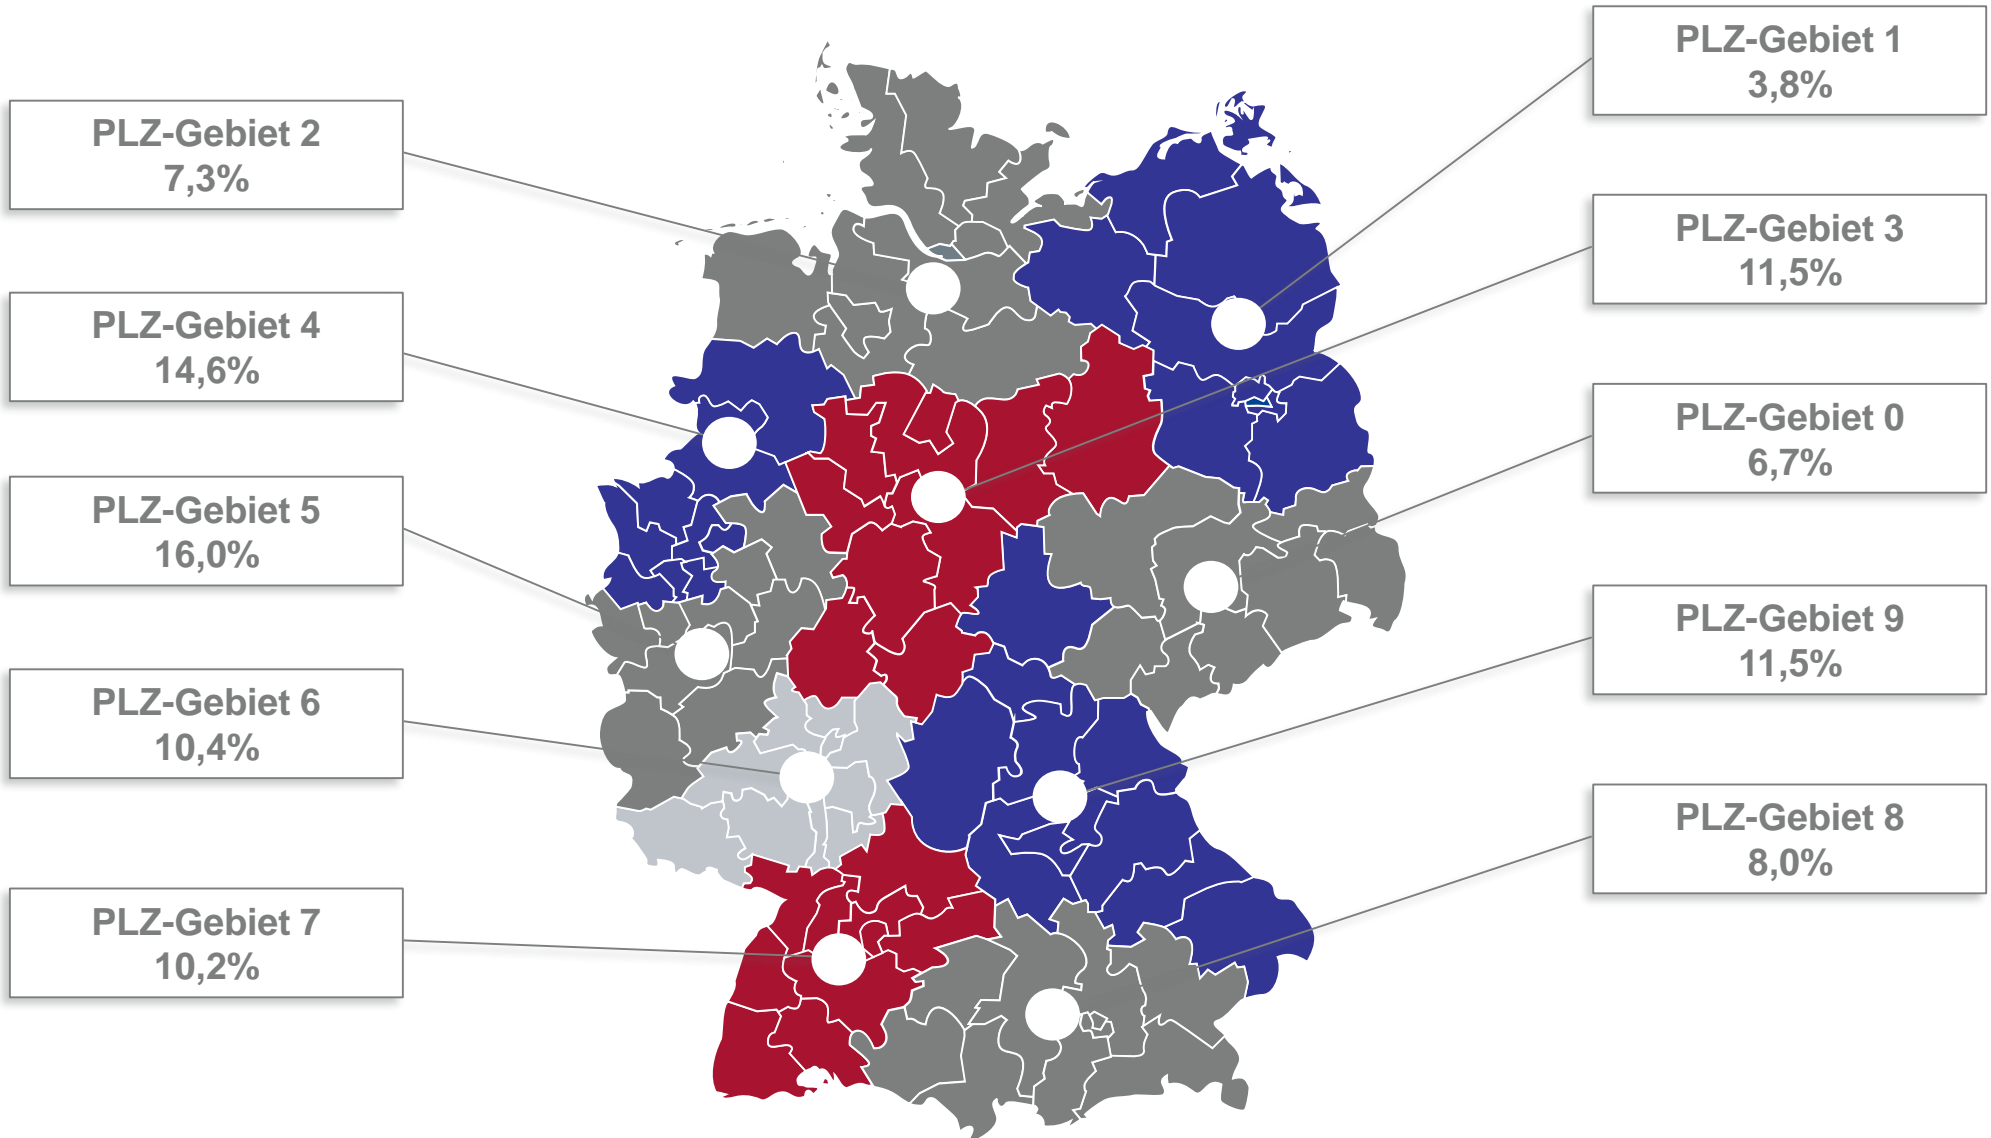 PLZ-Gebiet 2
7,3%
PLZ-Gebiet 4
14,6%
PLZ-Gebiet 5
16,0%
PLZ-Gebiet 6
10,4%
PLZ-Gebiet 7
10,2%
PLZ-Gebiet 1
3,8%
PLZ-Gebiet 3
11,5%
PLZ-Gebiet 0
6,7%
PLZ-Gebiet 9
11,5%
PLZ-Gebiet 8
8,0%